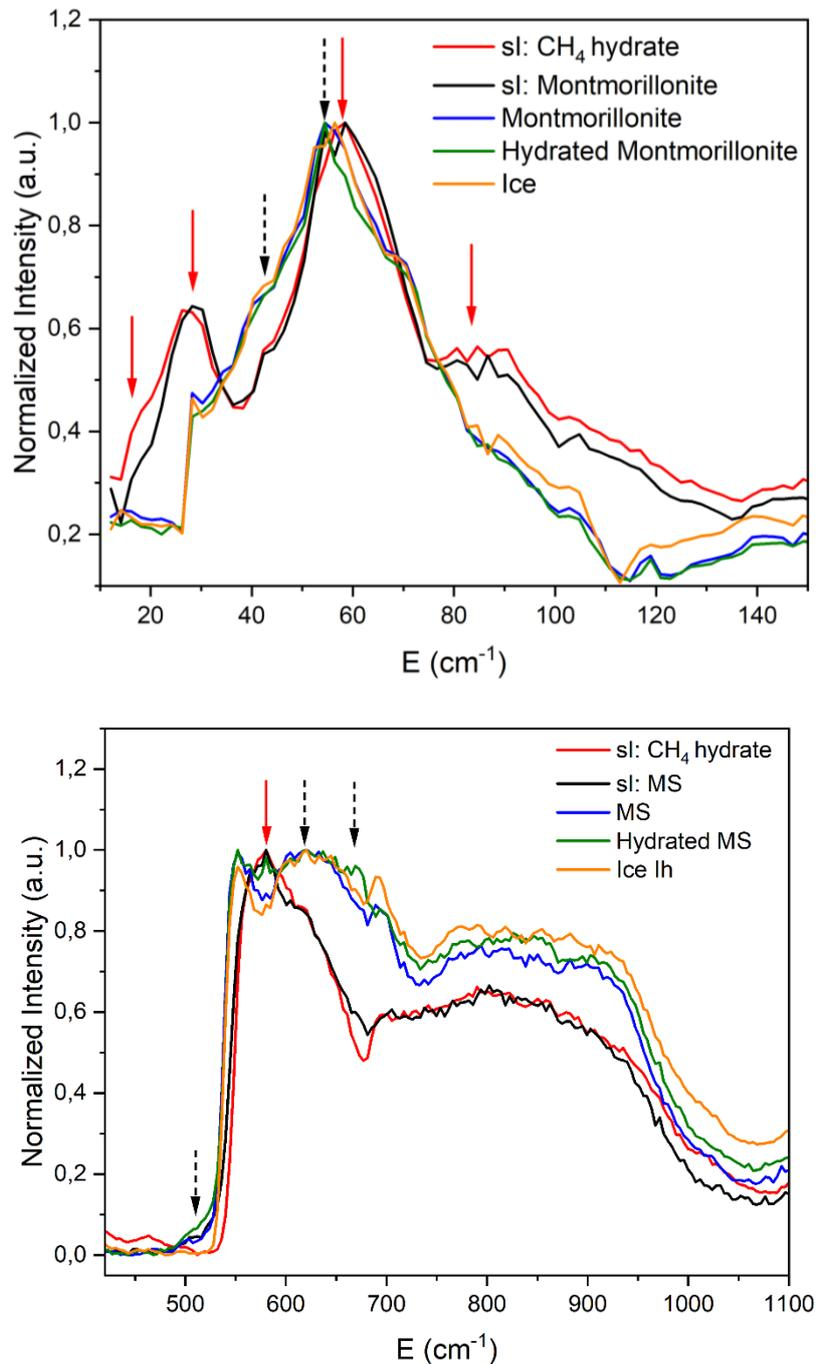 1,2
1,0
0,8
0,6
0,4
0,2
Normalized Intensity (a.u.)
sI: CH₄ hydrate
sI: Montmorillonite
Montmorillonite
Hydrated Montmorillonite
Ice
20 40 60 80 100 120 140
E (cm⁻¹)
1,2
1,0
0,8
0,6
0,4
0,2
0,0
Normalized Intensity (a.u.)
sI: CH₄ hydrate
sI: MS
MS
Hydrated MS
Ice Ih
500 600 700 800 900 1000 1100
E (cm⁻¹)